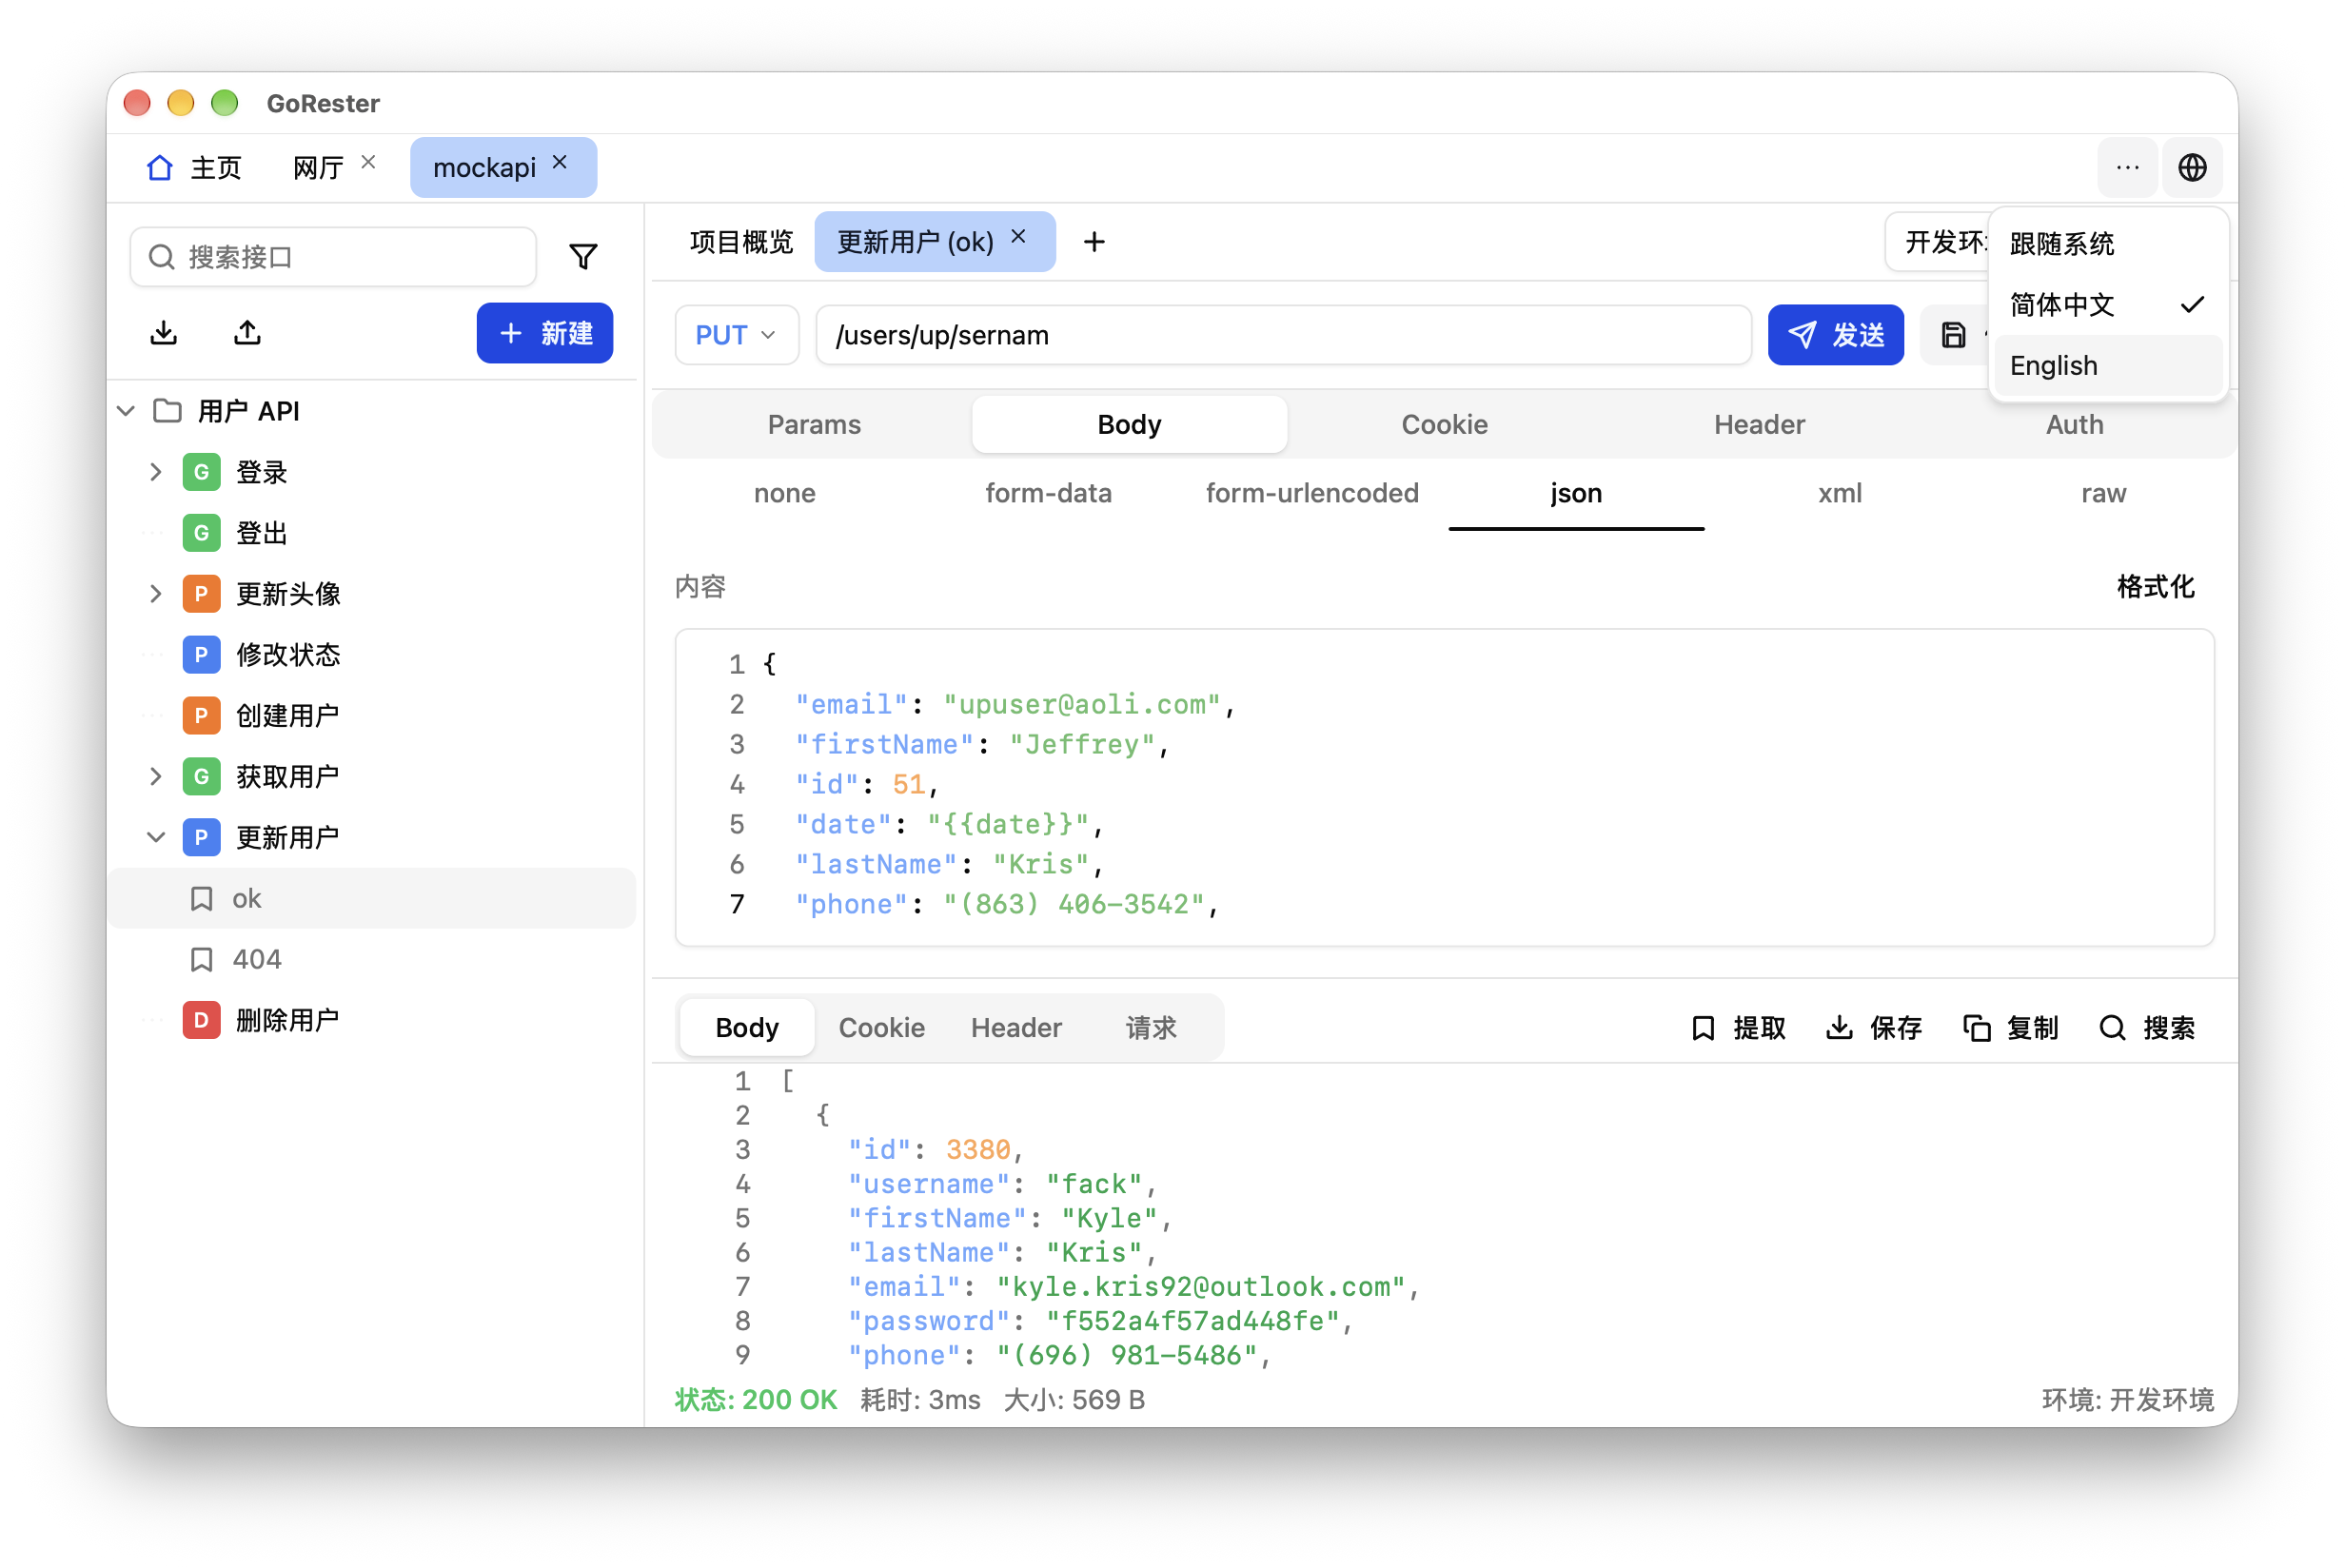 GoRester
主页 网厅 mockapi
搜索接口
新建
用户 API
G 登录
G 登出
P 更新头像
P 修改状态
P 创建用户
G 获取用户
P 更新用户
ok
404
D 删除用户
项目概览 更新用户 (ok)
跟随系统
简体中文
English
PUT /users/up/sernam 发送
Params Body Cookie Header Auth
none form-data form-urlencoded json xml raw
内容 格式化
1 {
2 "email": "upuser@aoli.com",
3 "firstName": "Jeffrey",
4 "id": 51,
5 "date": "{{date}}",
6 "lastName": "Kris",
7 "phone": "(863) 406-3542",
Body Cookie Header 请求 提取 保存 复制 搜索
1 [
2 {
3 "id": 3380,
4 "username": "fack",
5 "firstName": "Kyle",
6 "lastName": "Kris",
7 "email": "kyle.kris92@outlook.com",
8 "password": "f552a4f57ad448fe",
9 "phone": "(696) 981-5486",
状态: 200 OK 耗时: 3ms 大小: 569 B 环境: 开发环境